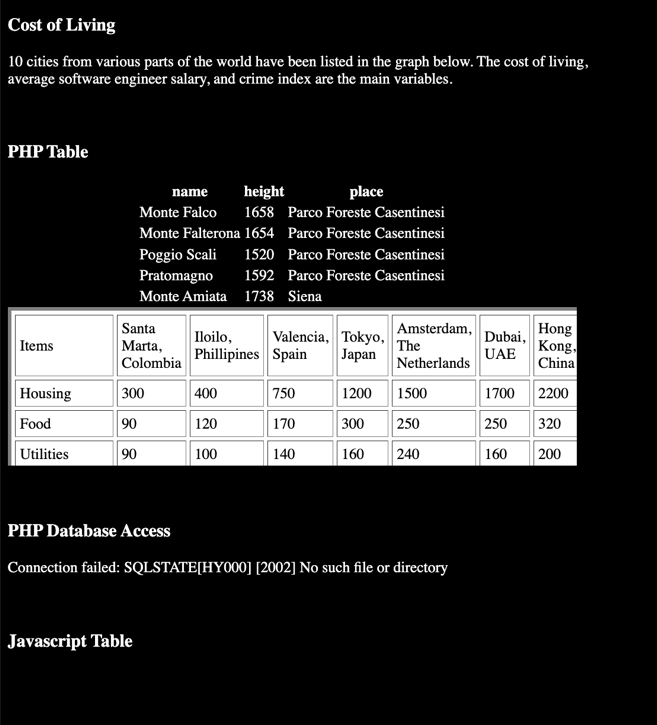 Cost of Living
10 cities from various parts of the world have been listed in the graph below. The cost of living,
average software engineer salary, and crime index are the main variables.
PHP Table
name height place
Monte Falco 1658 Parco Foreste Casentinesi
Monte Falterona 1654 Parco Foreste Casentinesi
Poggio Scali 1520 Parco Foreste Casentinesi
Pratomagno 1592 Parco Foreste Casentinesi
Monte Amiata 1738 Siena
Items Santa Marta, Colombia Iloilo, Phillipines Valencia, Spain Tokyo, Japan Amsterdam, The Netherlands Dubai, UAE Hong Kong, China
Housing 300 400 750 1200 1500 1700 2200
Food 90 120 170 300 250 250 320
Utilities 90 100 140 160 240 160 200
PHP Database Access
Connection failed: SQLSTATE[HY000] [2002] No such file or directory
Javascript Table